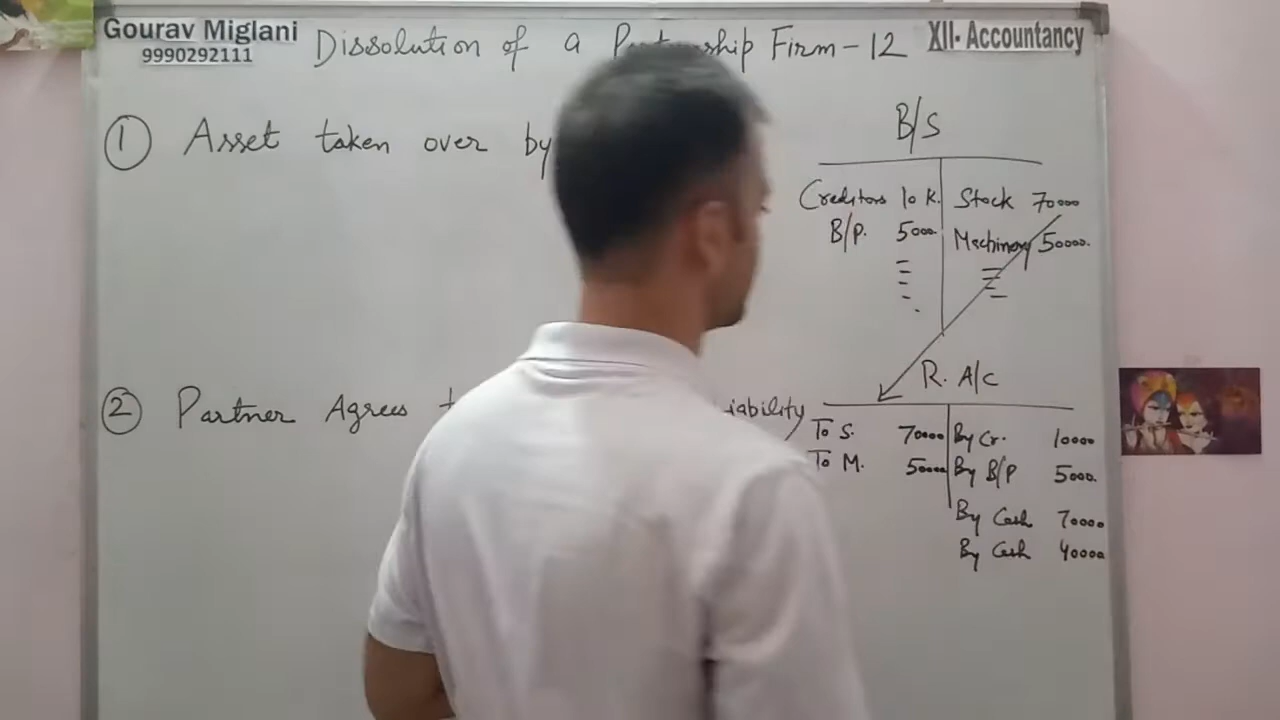 Gourav Miglani
9990292111
Dissolution of a Partnership Firm - 12
XII- Accountancy
① Asset taken over by
B/S
Creditors 10 K. Stock 70000
B/P. 5000. Machinery 50000.
② Partner Agrees
R. A/C
To S. 70000 By Cr. 10000
To M. 50000 By B/P 5000.
By Cash 70000
By Cash 40000